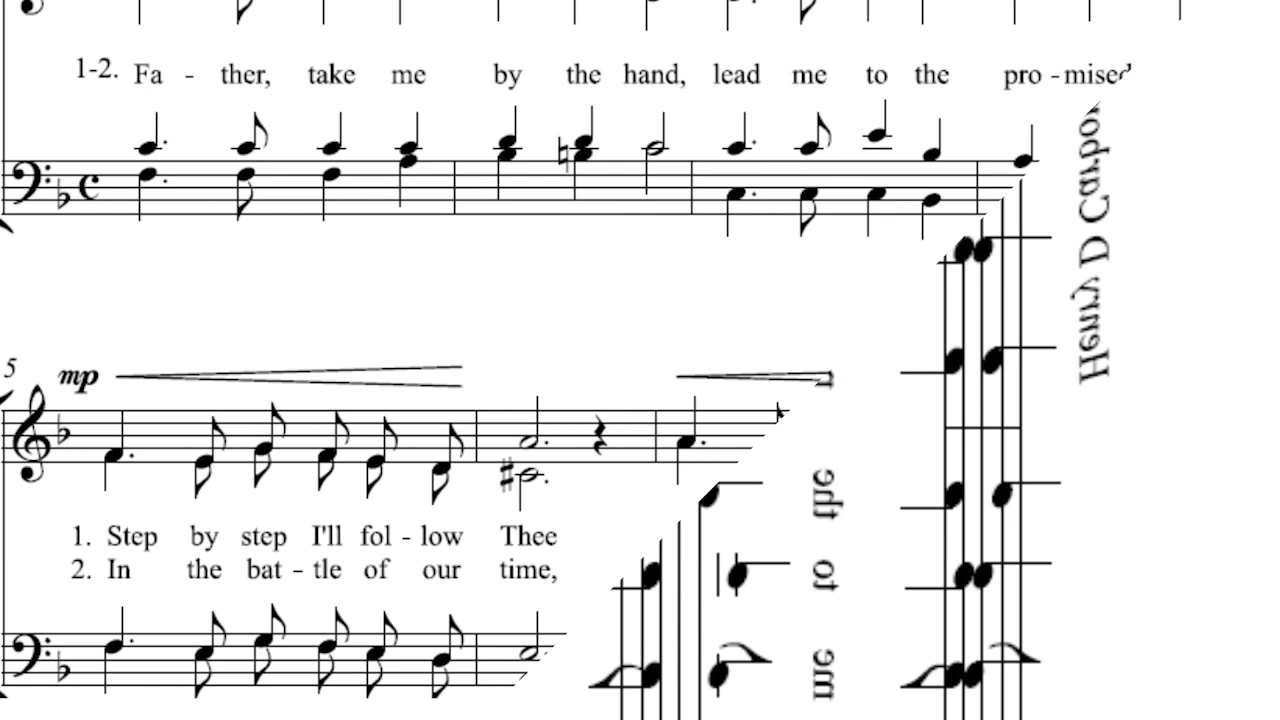 1-2. Fa - ther, take me by the hand, lead me to the pro - mised
5 mp
1. Step by step I'll fol - low Thee
2. In the bat - tle of our time,
Henry D
me to the